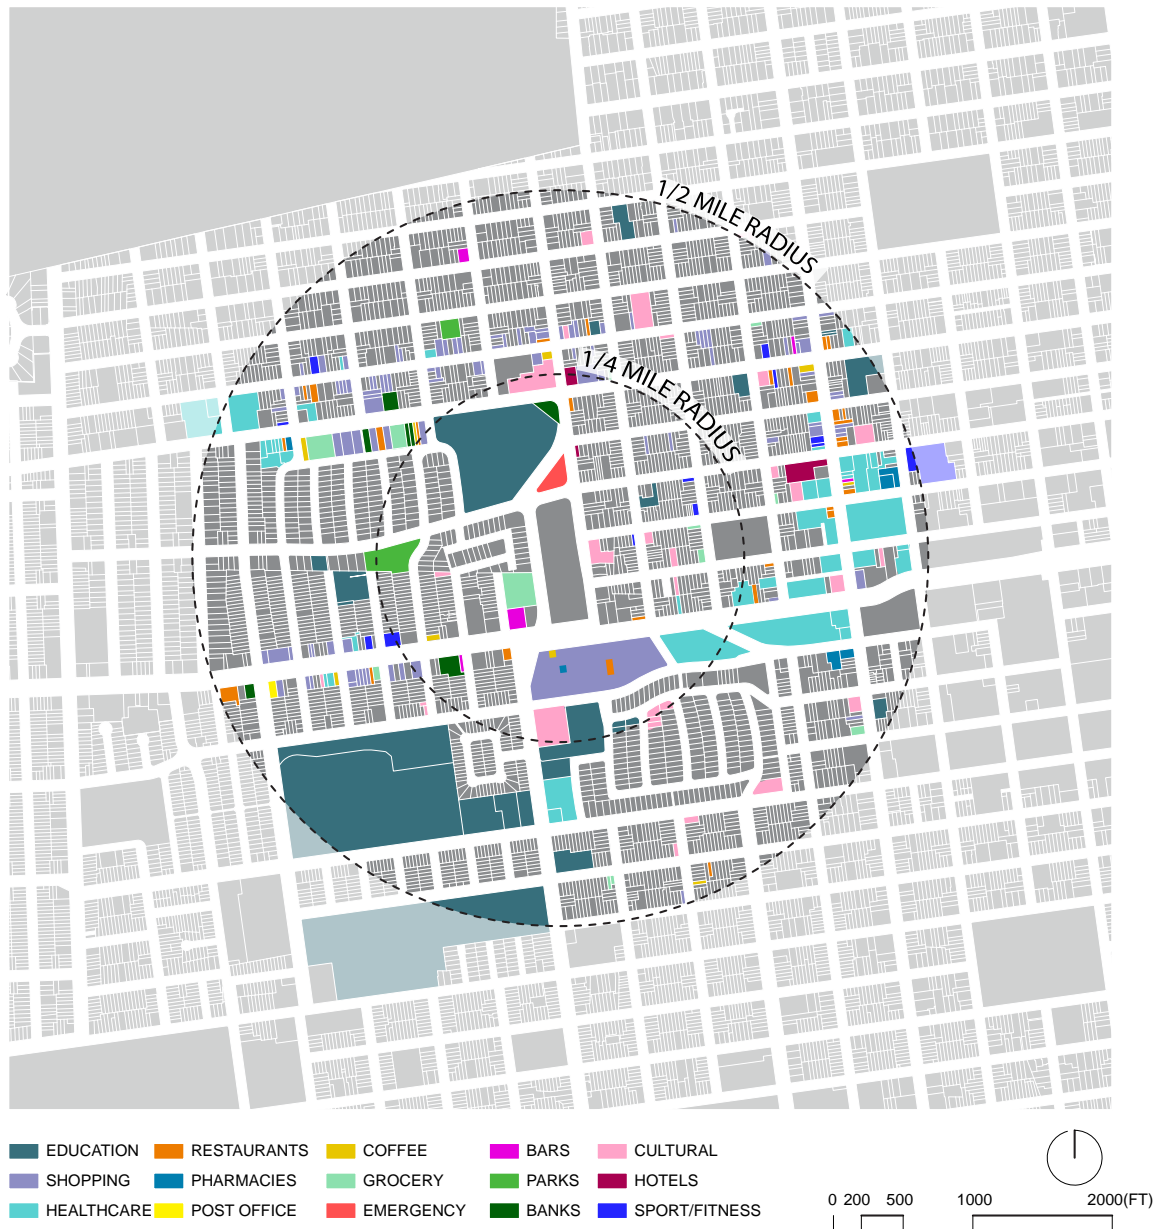 1/2 MILE RADIUS
1/4 MILE RADIUS
EDUCATION RESTAURANTS COFFEE BARS CULTURAL
SHOPPING PHARMACIES GROCERY PARKS HOTELS
HEALTHCARE POST OFFICE EMERGENCY BANKS SPORT/FITNESS
0 200 500 1000 2000(FT)